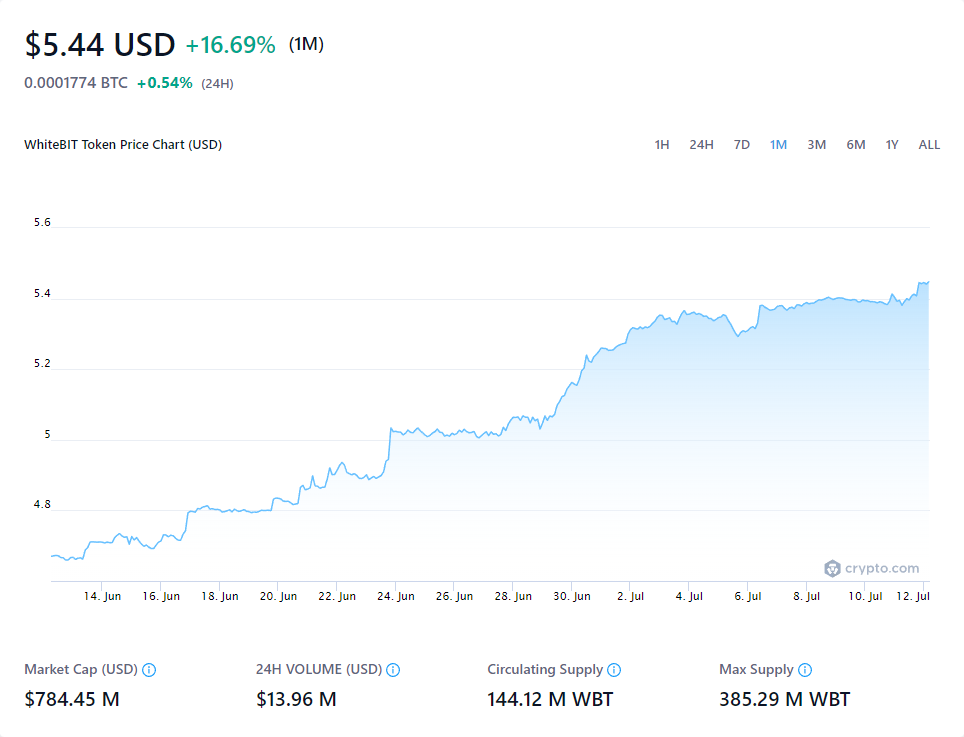 $5.44 USD +16.69% (1M)
0.0001774 BTC +0.54% (24H)
WhiteBIT Token Price Chart (USD) 1H 24H 7D 1M 3M 6M 1Y ALL
5.6
5.4
5.2
5
4.8
crypto.com
14. Jun 16. Jun 18. Jun 20. Jun 22. Jun 24. Jun 26. Jun 28. Jun 30. Jun 2. Jul 4. Jul 6. Jul 8. Jul 10. Jul 12. Jul
Market Cap (USD) 24H VOLUME (USD) Circulating Supply Max Supply
$784.45 M $13.96 M 144.12 M WBT 385.29 M WBT